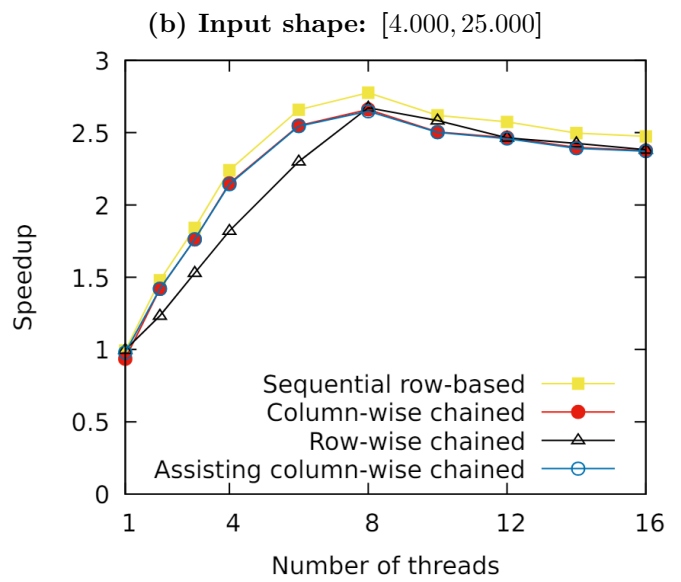 (b) Input shape: [4.000, 25.000]
3
2.5
2
1.5
1
0.5
0
Speedup
Sequential row-based
Column-wise chained
Row-wise chained
Assisting column-wise chained
1 4 8 12 16
Number of threads